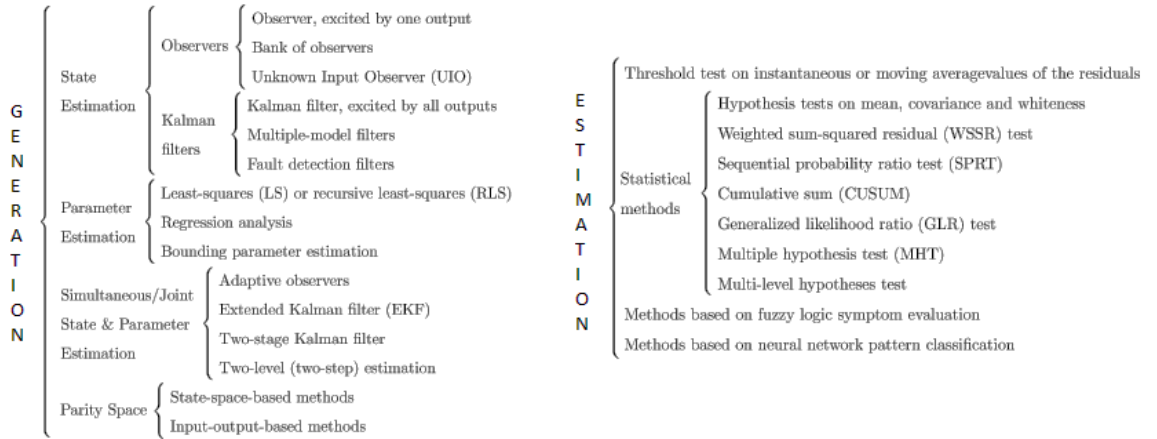 GENERATION
State
Estimation
Observers
Observer, excited by one output
Bank of observers
Unknown Input Observer (UIO)
Kalman
filters
Kalman filter, excited by all outputs
Multiple-model filters
Fault detection filters
Parameter
Estimation
Least-squares (LS) or recursive least-squares (RLS)
Regression analysis
Bounding parameter estimation
Simultaneous/Joint
State & Parameter
Estimation
Adaptive observers
Extended Kalman filter (EKF)
Two-stage Kalman filter
Two-level (two-step) estimation
Parity Space
State-space-based methods
Input-output-based methods
ESTIMATION
Threshold test on instantaneous or moving averagevalues of the residuals
Statistical
methods
Hypothesis tests on mean, covariance and whiteness
Weighted sum-squared residual (WSSR) test
Sequential probability ratio test (SPRT)
Cumulative sum (CUSUM)
Generalized likelihood ratio (GLR) test
Multiple hypothesis test (MHT)
Multi-level hypotheses test
Methods based on fuzzy logic symptom evaluation
Methods based on neural network pattern classification